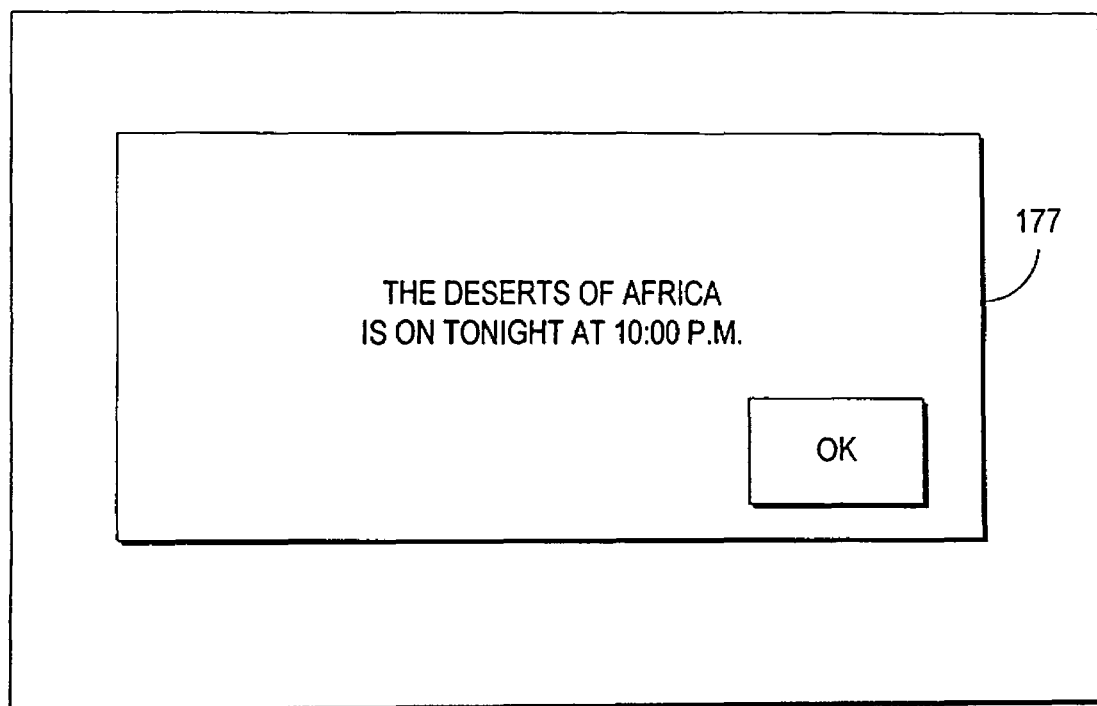 177
THE DESERTS OF AFRICA
IS ON TONIGHT AT 10:00 P.M.
OK